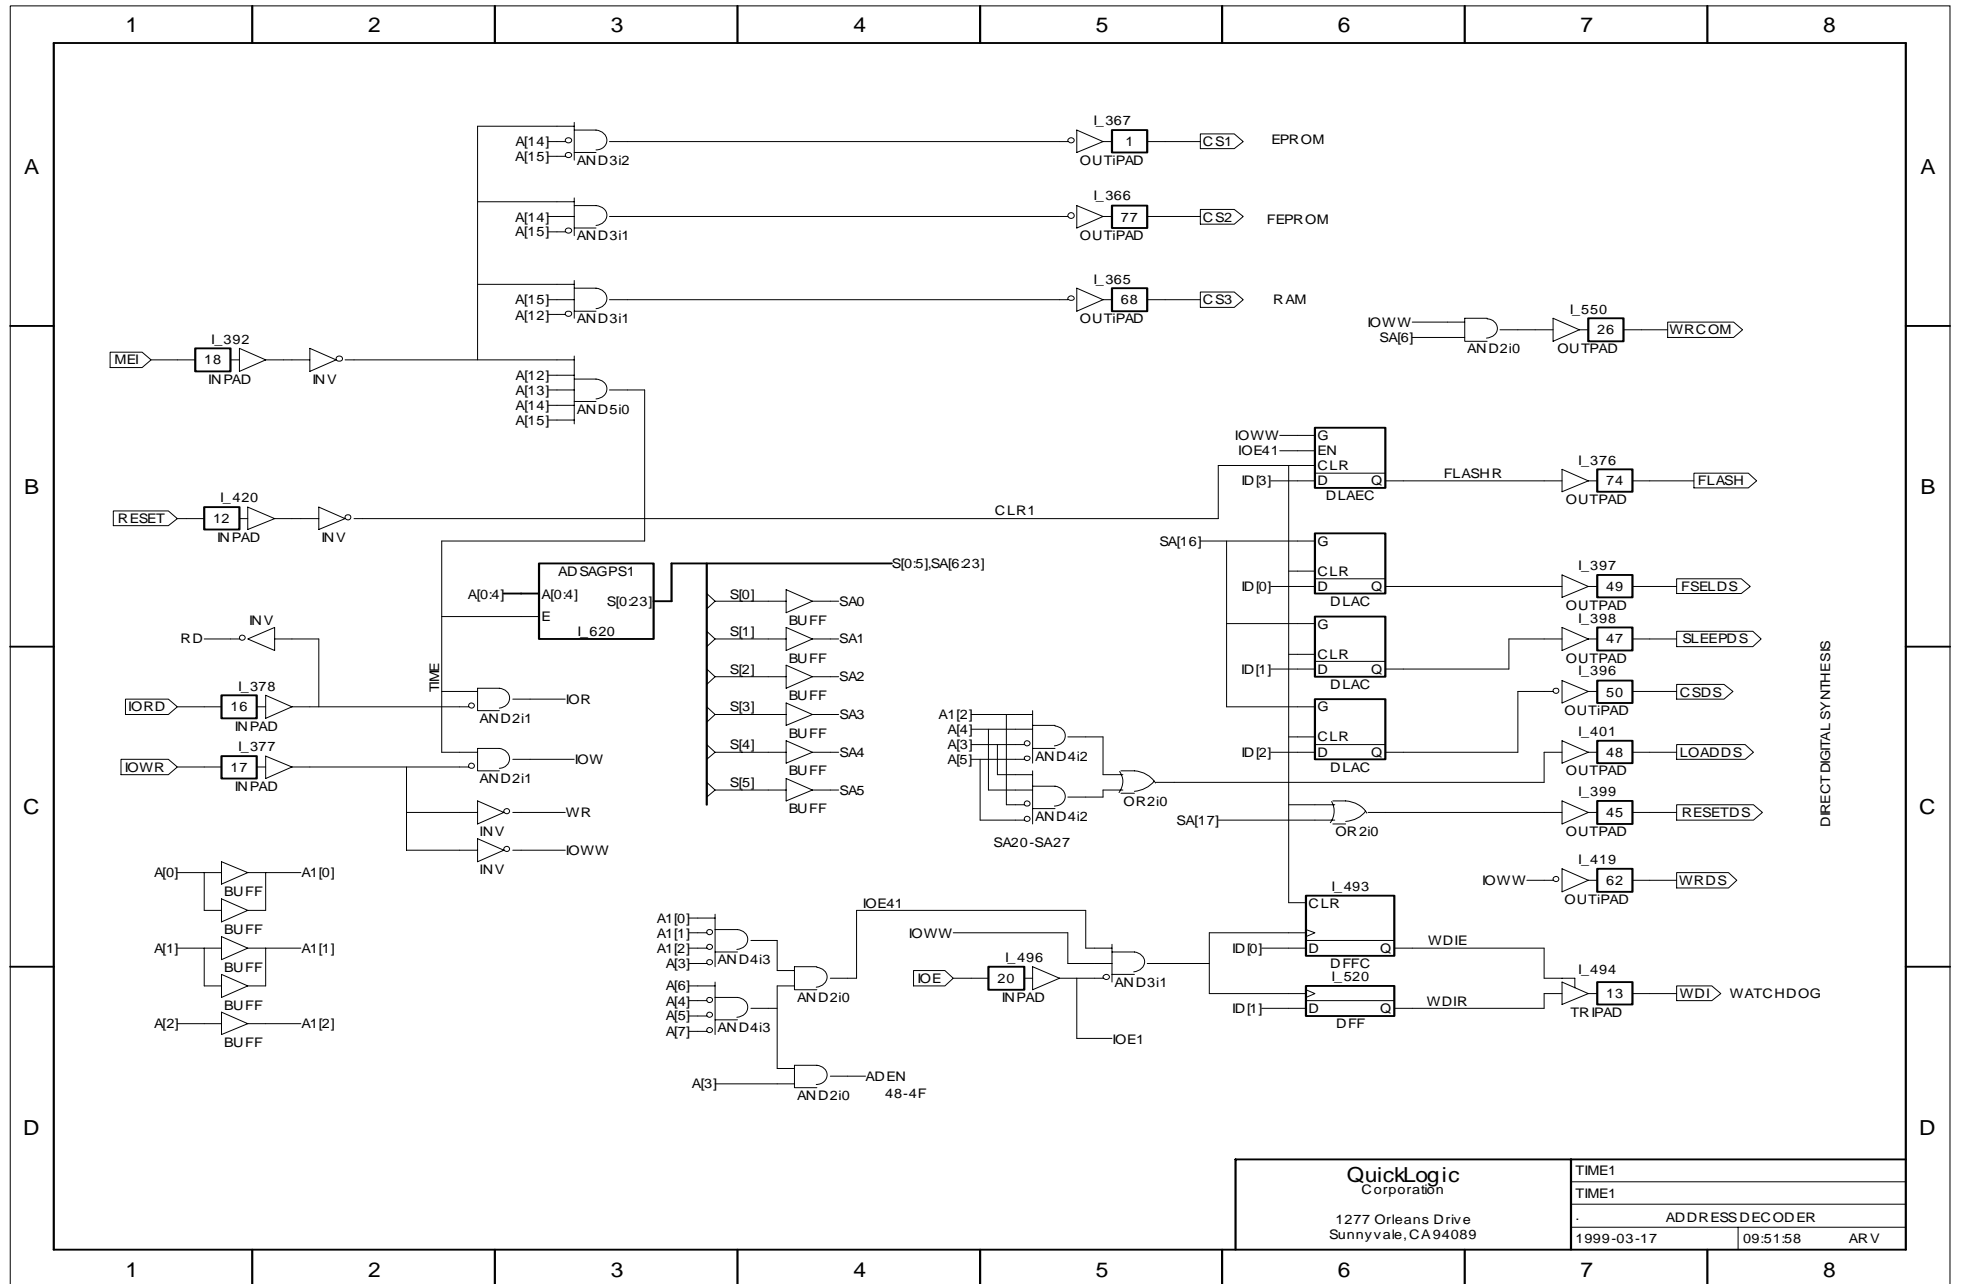 1 2 3 4 5 6 7 8
A A
I_367
A[14]
A[15]
AND3i2
1
OUTiPAD
CS1 EPROM
I_366
A[14]
A[15]
AND3i1
77
OUTiPAD
CS2 FEPROM
I_365
A[15]
A[12]
AND3i1
68
OUTiPAD
CS3 RAM
I_550
IOWW
SA[6]
AND2i0
26
OUTPAD
WRCOM
I_392
MEI
18
INPAD
INV
A[12]
A[13]
A[14]
A[15]
AND5i0
B B
IOWW
IOE41
ID[3]
G
EN
CLR
D Q
DLAEC
FLASHR
I_376
74
OUTPAD
FLASH
I_420
RESET
12
INPAD
INV
CLR1
SA[16]
ID[0]
G
CLR
D Q
DLAC
I_397
49
OUTPAD
FSELDS
ADSAGPS1
A[0:4]
A[0:4]
S[0:23]
E
I_620
S[0:5],SA[6:23]
S[0]
BUFF
SA0
S[1]
BUFF
SA1
S[2]
BUFF
SA2
S[3]
BUFF
SA3
S[4]
BUFF
SA4
S[5]
BUFF
SA5
INV
RD
ID[1]
G
CLR
D Q
DLAC
I_398
47
OUTPAD
SLEEPDS
TIME
I_378
IORD
16
INPAD
AND2i1
IOR
I_377
IOWR
17
INPAD
AND2i1
IOW
INV
WR
INV
IOWW
C C
ID[2]
G
CLR
D Q
DLAC
I_396
50
OUTiPAD
CSDS
A1[2]
A[4]
A[3]
A[5]
AND4i2
AND4i2
OR2i0
SA20-SA27
I_401
48
OUTPAD
LOADDS
SA[17]
OR2i0
I_399
45
OUTPAD
RESETDS
DIRECT DIGITAL SYNTHESIS
IOWW
I_419
62
OUTiPAD
WRDS
A[0]
BUFF
A1[0]
BUFF
A[1]
BUFF
A1[1]
BUFF
A[2]
BUFF
A1[2]
A1[0]
A1[1]
A1[2]
A[3]
AND4i3
A[6]
A[4]
A[5]
A[7]
AND4i3
AND2i0
IOE41
IOWW
I_496
IOE
20
INPAD
AND3i1
IOE1
A[3]
AND2i0
ADEN
48-4F
I_493
CLR
ID[0]
D Q
DFFC
WDIE
I_520
ID[1]
D Q
DFF
WDIR
I_494
13
TRIPAD
WDI WATCHDOG
D D
QuickLogic
Corporation
1277 Orleans Drive
Sunnyvale, CA 94089
TIME1
TIME1
. ADDRESS DECODER
1999-03-17 09:51:58 ARV
1 2 3 4 5 6 7 8